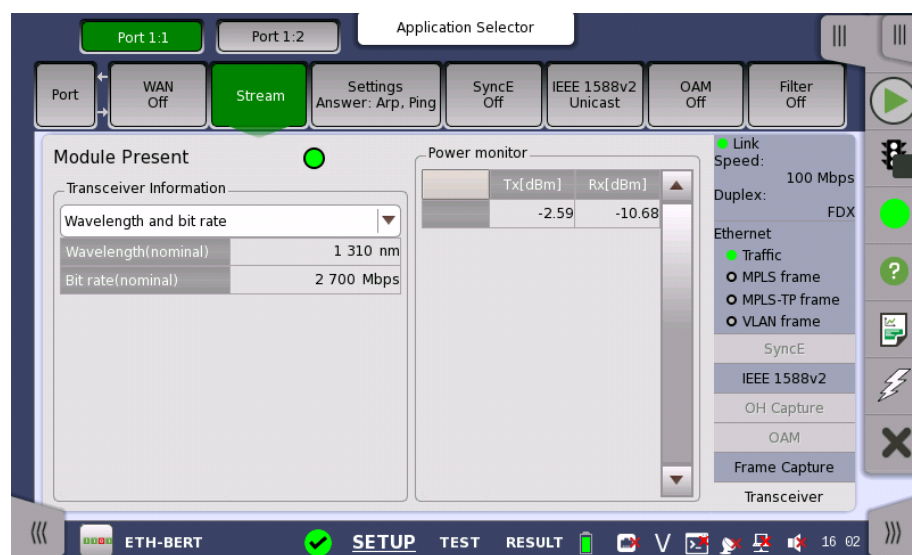 Application Selector
Port 1:1
Port 1:2
Port
WAN
Off
Stream
Settings
Answer: Arp, Ping
SyncE
Off
IEEE 1588v2
Unicast
OAM
Off
Filter
Off
Module Present
Transceiver Information
Wavelength and bit rate
Wavelength(nominal) 1 310 nm
Bit rate(nominal) 2 700 Mbps
Power monitor
Tx[dBm] Rx[dBm]
-2.59 -10.68
Link
Speed:
100 Mbps
Duplex:
FDX
Ethernet
Traffic
MPLS frame
MPLS-TP frame
VLAN frame
SyncE
IEEE 1588v2
OH Capture
OAM
Frame Capture
Transceiver
ETH-BERT
SETUP TEST RESULT V 16 02